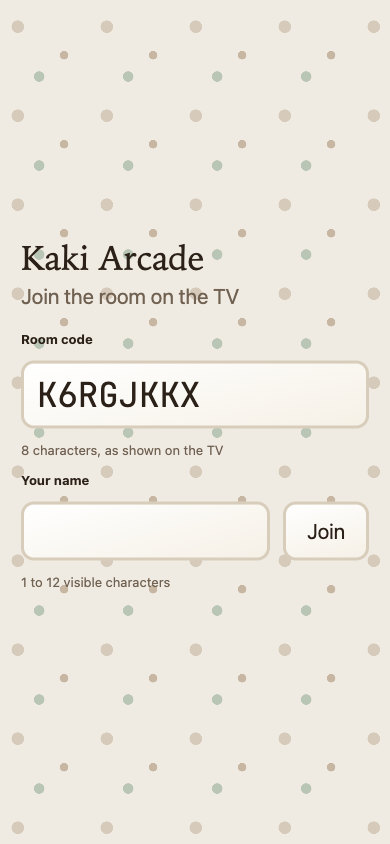 Kaki Arcade
Join the room on the TV
Room code
K6RGJKKX
8 characters, as shown on the TV
Your name
Join
1 to 12 visible characters